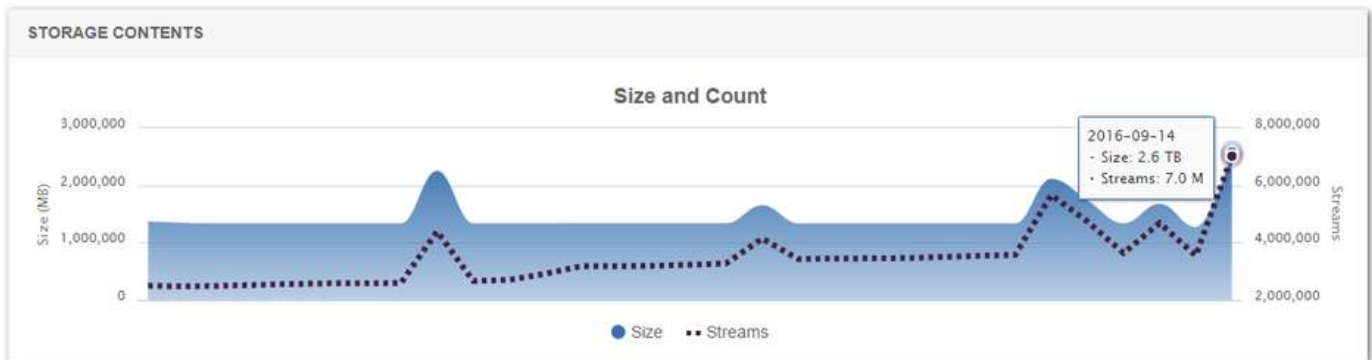 STORAGE CONTENTS
Size and Count
3,000,000
2,000,000
1,000,000
0
Size (MB)
8,000,000
6,000,000
4,000,000
2,000,000
Streams
2016-09-14
· Size: 2.6 TB
· Streams: 7.0 M
Size
Streams